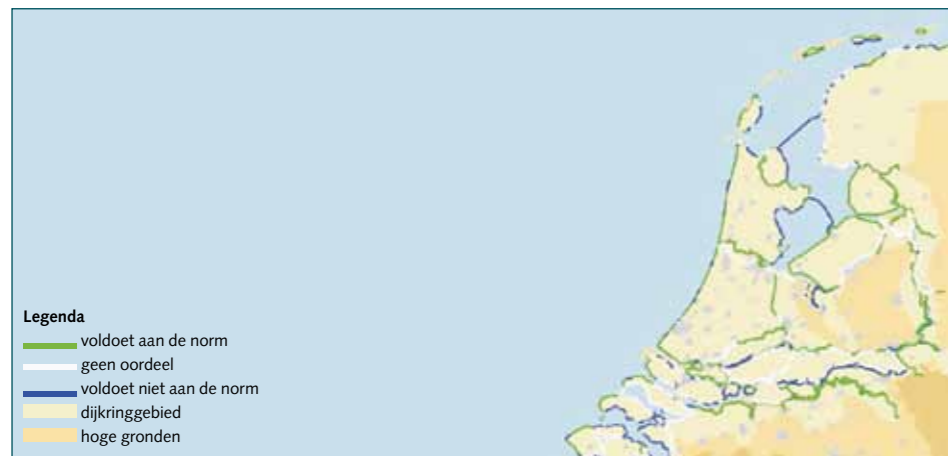 Legenda
voldoet aan de norm
geen oordeel
voldoet niet aan de norm
dijkringgebied
hoge gronden